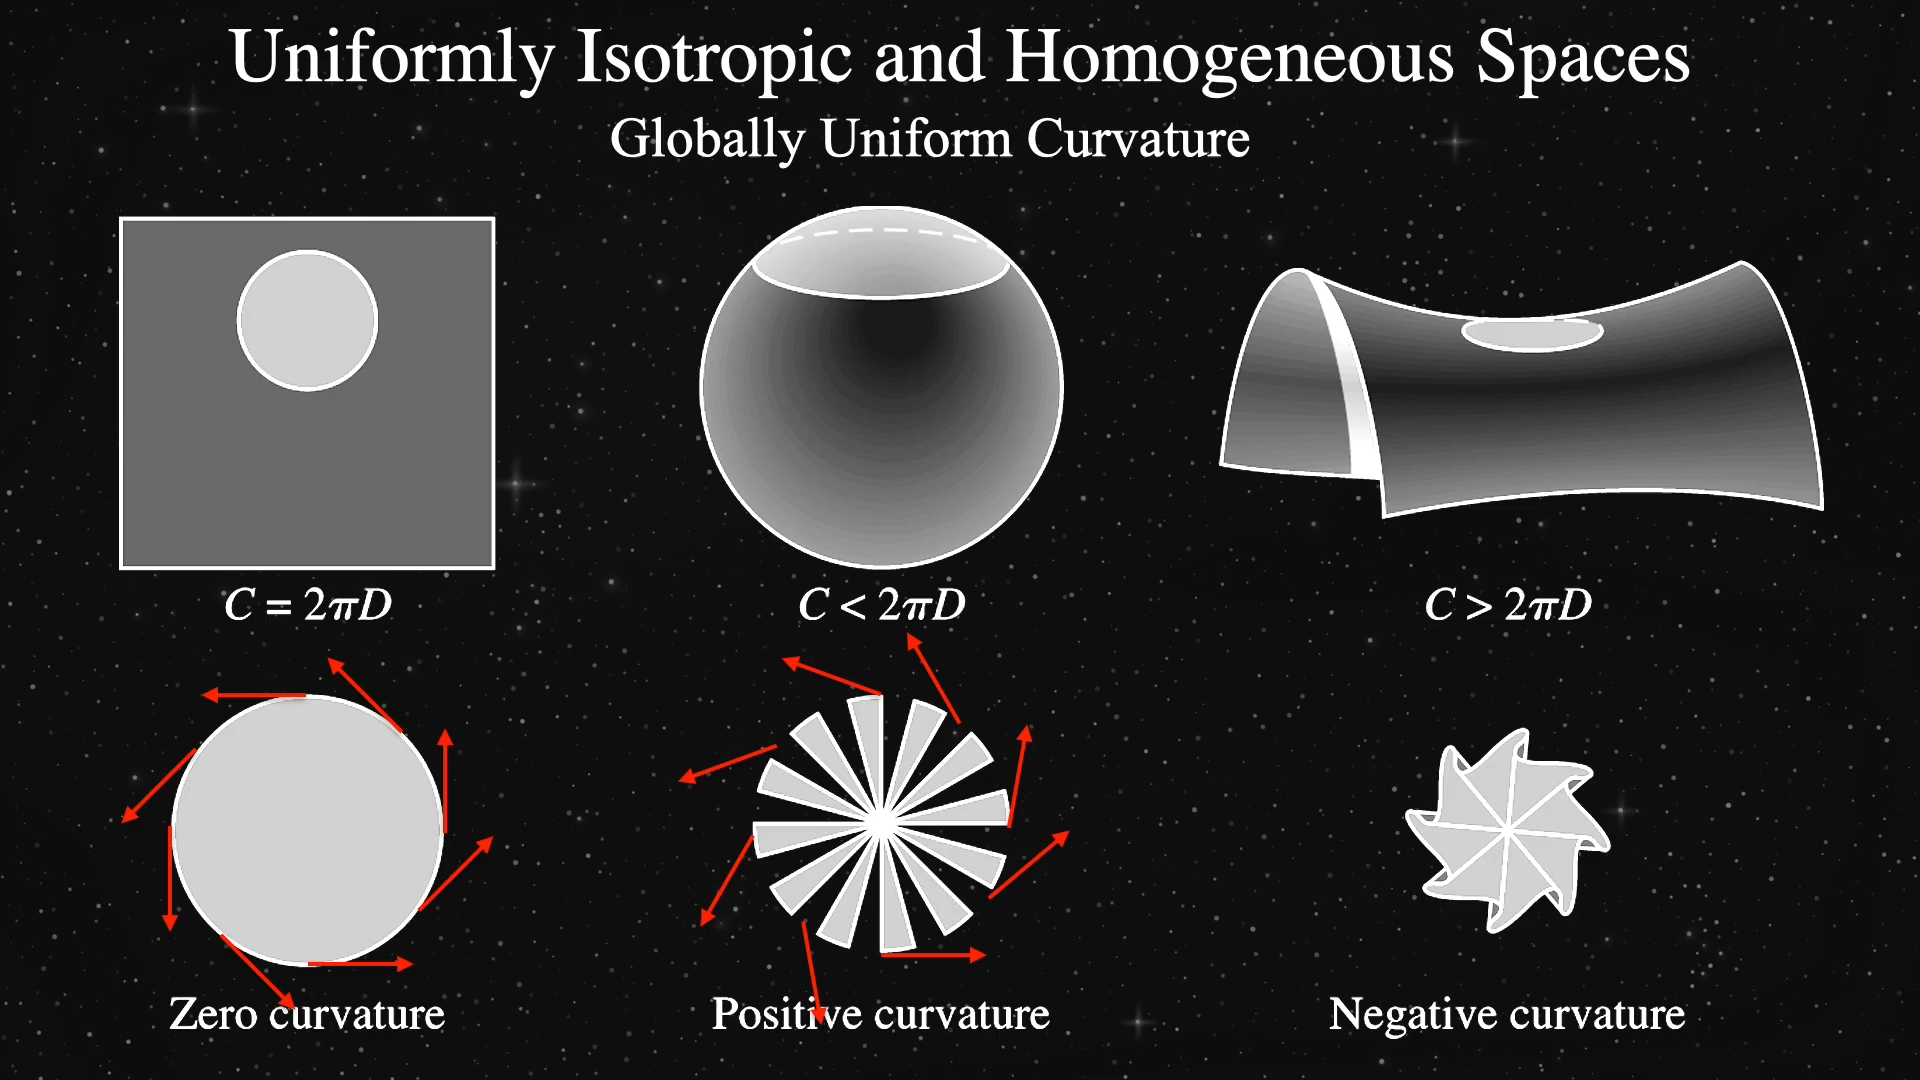 Uniformly Isotropic and Homogeneous Spaces
Globally Uniform Curvature
C = 2πD
C < 2πD
C > 2πD
Zero curvature
Positive curvature
Negative curvature